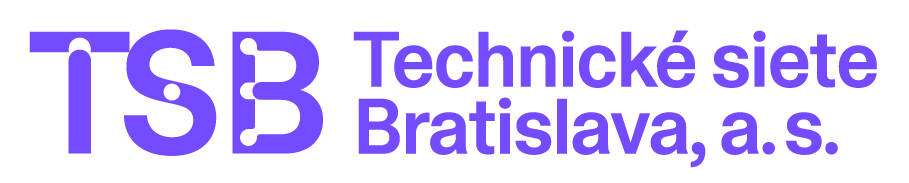 TSB
Technické siete
Bratislava, a. s.